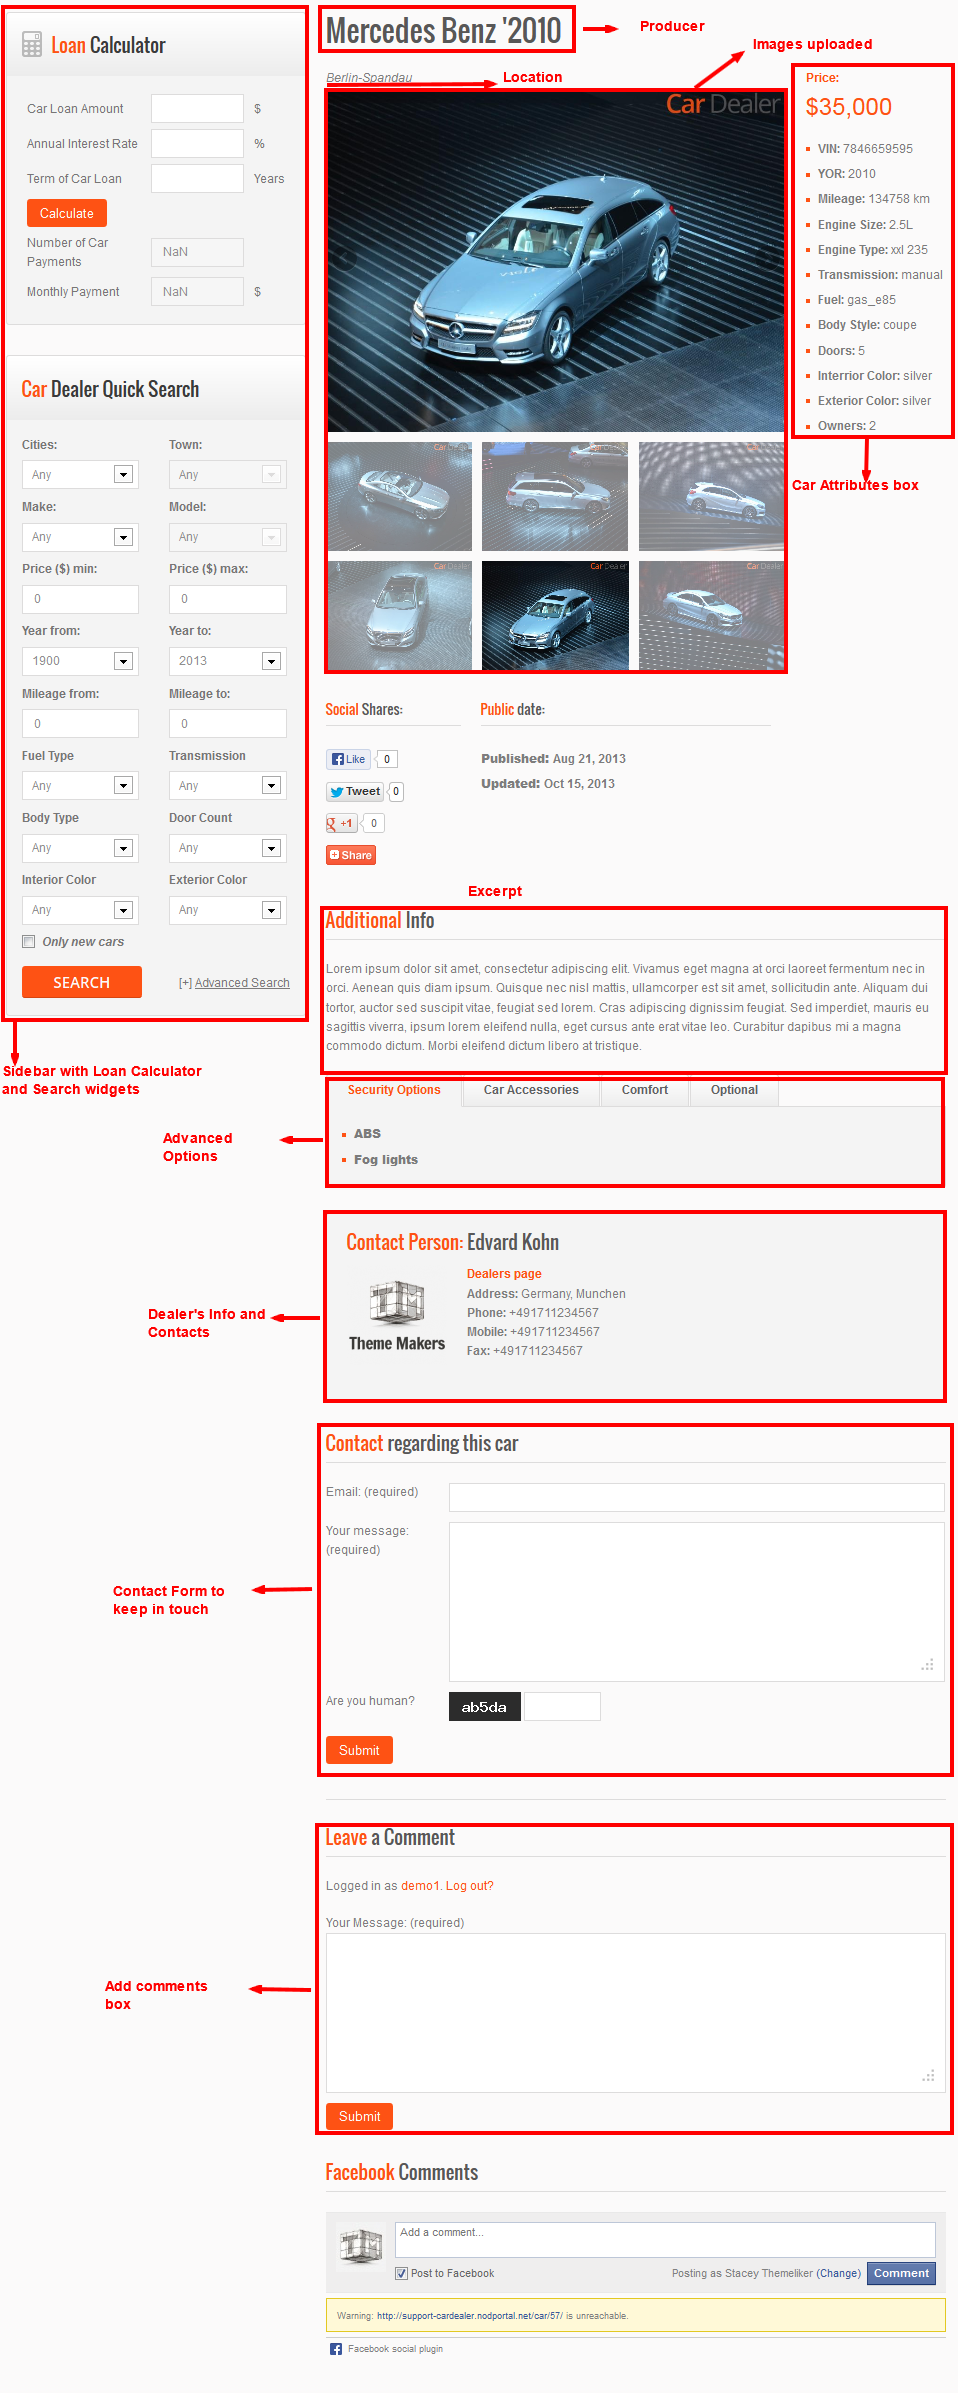 Loan Calculator
Car Loan Amount $
Annual Interest Rate %
Term of Car Loan Years
Calculate
Number of Car
Payments
NaN
Monthly Payment NaN $
Car Dealer Quick Search
Cities: Town:
Any Any
Make: Model:
Any Any
Price ($) min: Price ($) max:
0 0
Year from: Year to:
1900 2013
Mileage from: Mileage to:
0 0
Fuel Type Transmission
Any Any
Body Type Door Count
Any Any
Interior Color Exterior Color
Any Any
Only new cars
SEARCH [+] Advanced Search
Sidebar with Loan Calculator
and Search widgets
Mercedes Benz '2010
Producer
Images uploaded
Berlin-Spandau
Location
Car Dealer
Price:
$35,000
VIN: 7846659595
YOR: 2010
Mileage: 134758 km
Engine Size: 2.5L
Engine Type: xxl 235
Transmission: manual
Fuel: gas_e85
Body Style: coupe
Doors: 5
Interrior Color: silver
Exterior Color: silver
Owners: 2
Car Attributes box
Car Dealer
Car Dealer
Car Dealer
Car Dealer
Car Dealer
Car Dealer
Social Shares:
Like 0
Tweet 0
g +1 0
Share
Public date:
Published: Aug 21, 2013
Updated: Oct 15, 2013
Excerpt
Additional Info
Lorem ipsum dolor sit amet, consectetur adipiscing elit. Vivamus eget magna at orci laoreet fermentum nec in
orci. Aenean quis diam ipsum. Quisque nec nisl mattis, ullamcorper est sit amet, sollicitudin ante. Aliquam dui
tortor, auctor sed suscipit vitae, feugiat sed lorem. Cras adipiscing dignissim feugiat. Sed imperdiet, mauris eu
sagittis viverra, ipsum lorem eleifend nulla, eget cursus ante erat vitae leo. Curabitur dapibus mi a magna
commodo dictum. Morbi eleifend dictum libero at tristique.
Security Options Car Accessories Comfort Optional
ABS
Fog lights
Advanced
Options
Contact Person: Edvard Kohn
Theme Makers
Dealers page
Address: Germany, Munchen
Phone: +491711234567
Mobile: +491711234567
Fax: +491711234567
Dealer's Info and
Contacts
Contact regarding this car
Email: (required)
Your message:
(required)
Are you human? ab5da
Submit
Contact Form to
keep in touch
Leave a Comment
Logged in as demo1. Log out?
Your Message: (required)
Submit
Add comments
box
Facebook Comments
Add a comment...
Post to Facebook Posting as Stacey Themeliker (Change) Comment
Warning: http://support-cardealer.nodportal.net/car/57/ is unreachable.
Facebook social plugin